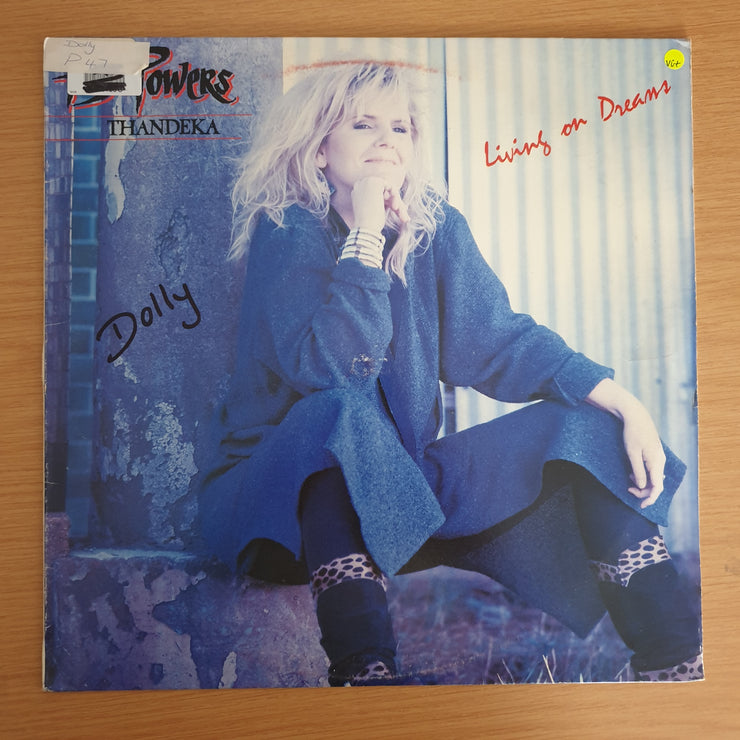 Dolly
P 47
Powers
THANDEKA
VG+
Living on Dreams
Dolly